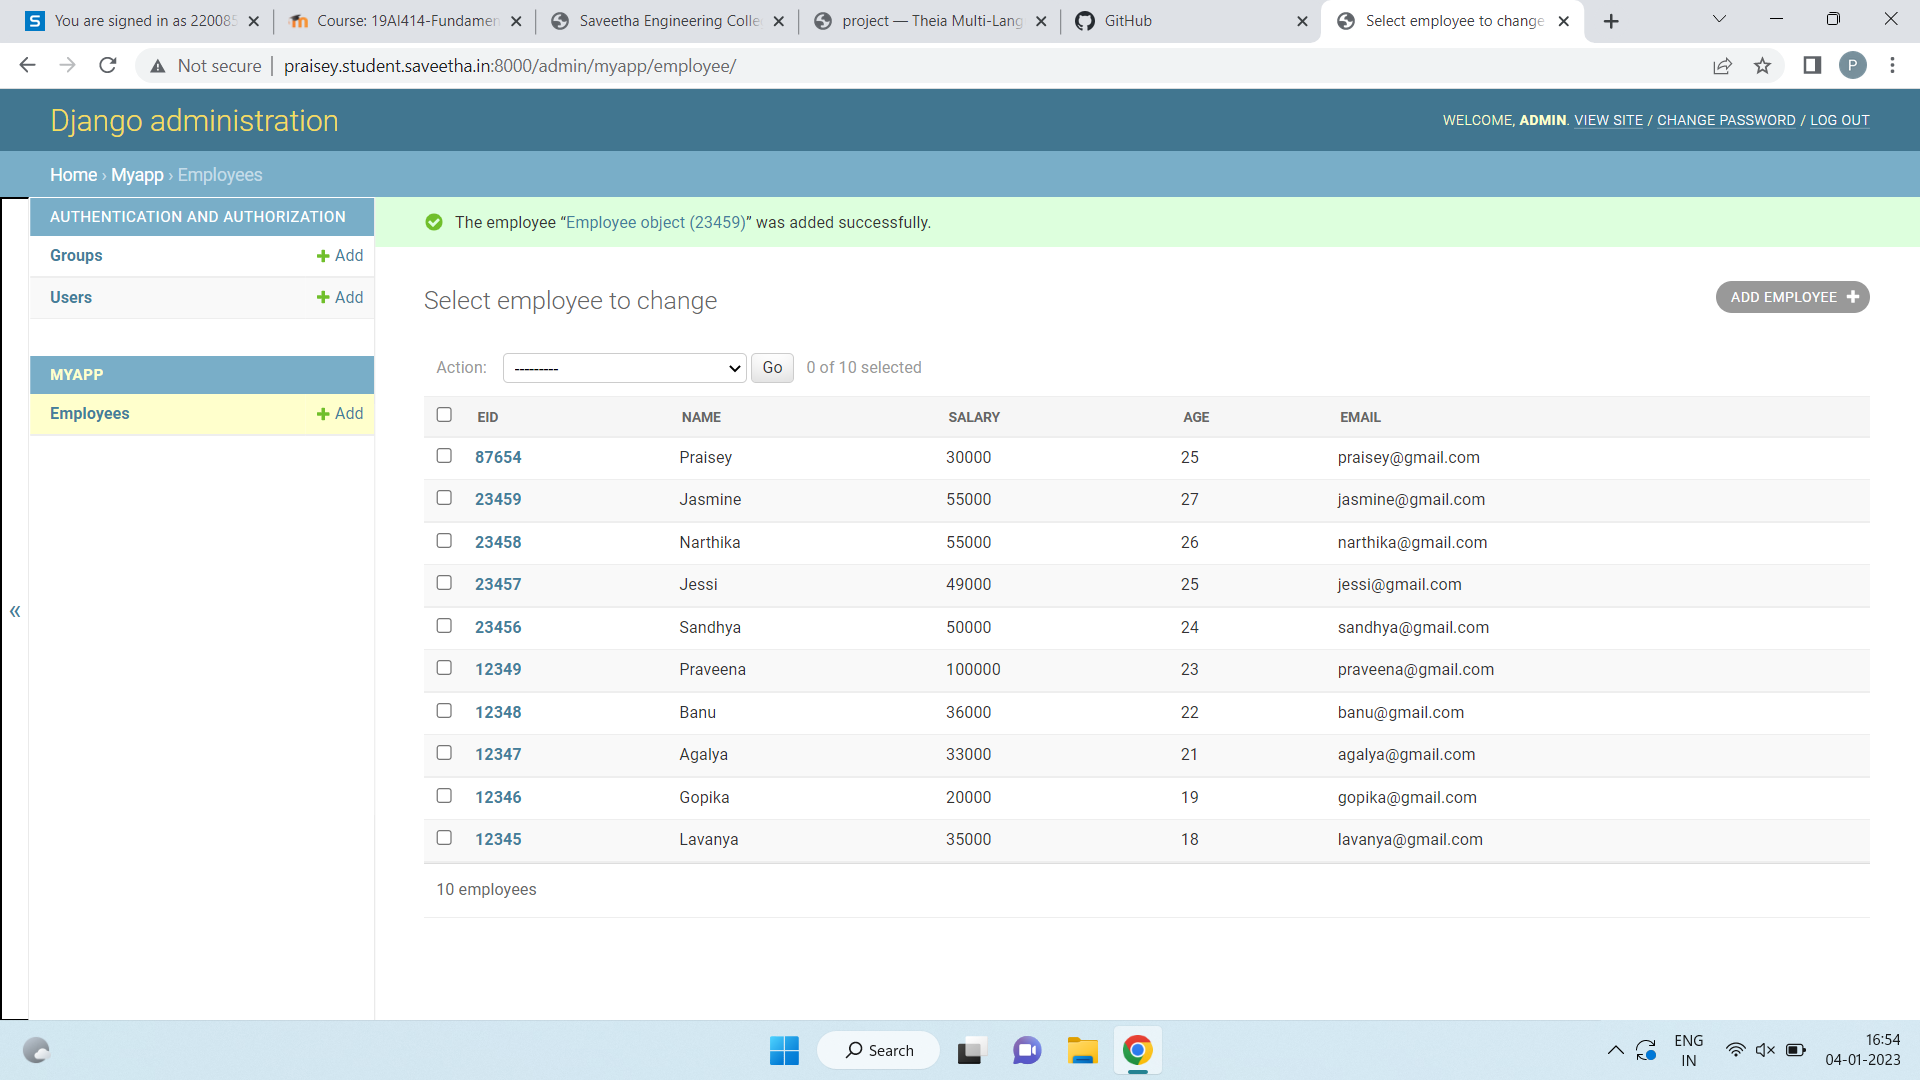 You are signed in as 220085
Course: 19AI414-Fundamen
Saveetha Engineering Colle
project — Theia Multi-Lang
GitHub
Select employee to change
Not secure
praisey.student.saveetha.in:8000/admin/myapp/employee/
P
Django administration
WELCOME, ADMIN. VIEW SITE / CHANGE PASSWORD / LOG OUT
Home › Myapp › Employees
AUTHENTICATION AND AUTHORIZATION
Groups + Add
Users + Add
MYAPP
Employees + Add
«
The employee “Employee object (23459)” was added successfully.
Select employee to change
ADD EMPLOYEE +
Action: --------- Go 0 of 10 selected
EID NAME SALARY AGE EMAIL
87654 Praisey 30000 25 praisey@gmail.com
23459 Jasmine 55000 27 jasmine@gmail.com
23458 Narthika 55000 26 narthika@gmail.com
23457 Jessi 49000 25 jessi@gmail.com
23456 Sandhya 50000 24 sandhya@gmail.com
12349 Praveena 100000 23 praveena@gmail.com
12348 Banu 36000 22 banu@gmail.com
12347 Agalya 33000 21 agalya@gmail.com
12346 Gopika 20000 19 gopika@gmail.com
12345 Lavanya 35000 18 lavanya@gmail.com
10 employees
Search
ENG
IN
16:54
04-01-2023